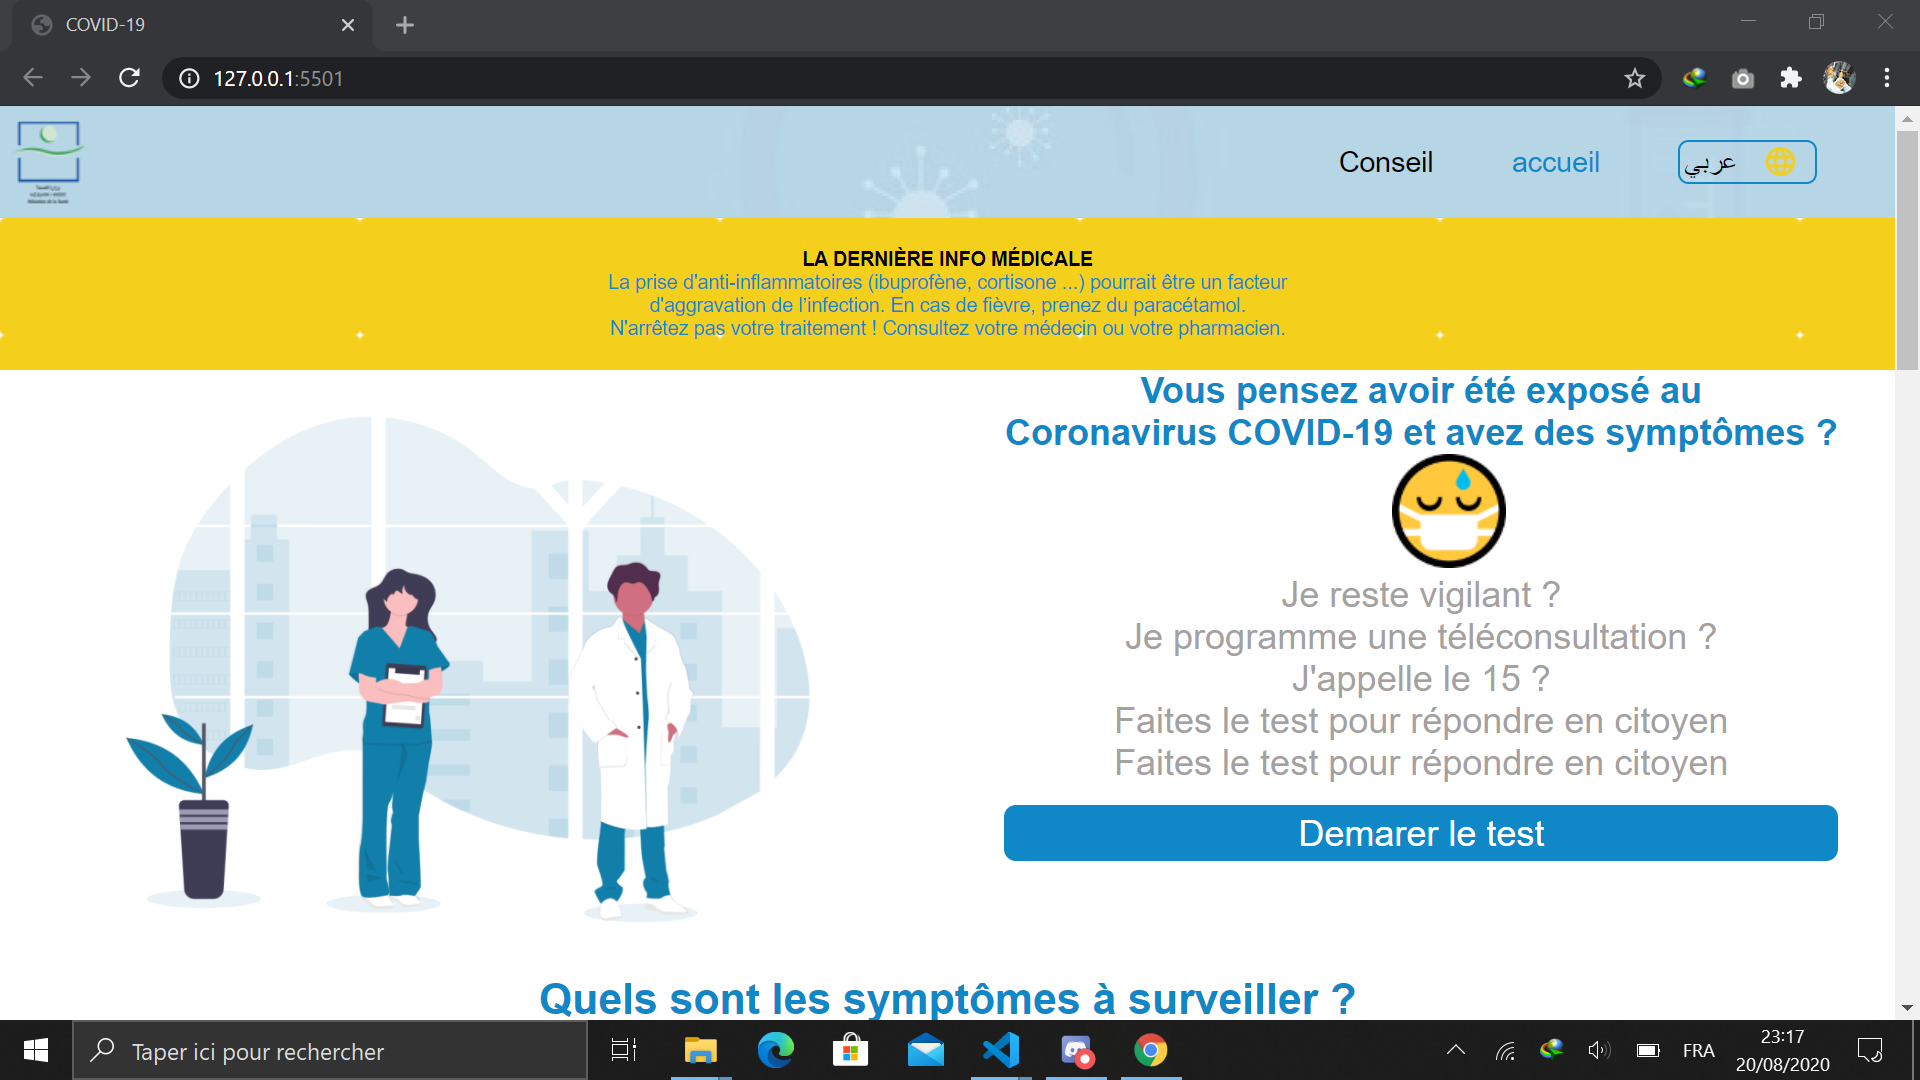 COVID-19
127.0.0.1:5501
Conseil
accueil
عربي
LA DERNIÈRE INFO MÉDICALE
La prise d'anti-inflammatoires (ibuprofène, cortisone ...) pourrait être un facteur
d'aggravation de l’infection. En cas de fièvre, prenez du paracétamol.
N'arrêtez pas votre traitement ! Consultez votre médecin ou votre pharmacien.
Vous pensez avoir été exposé au
Coronavirus COVID-19 et avez des symptômes ?
Je reste vigilant ?
Je programme une téléconsultation ?
J'appelle le 15 ?
Faites le test pour répondre en citoyen
Faites le test pour répondre en citoyen
Demarer le test
Quels sont les symptômes à surveiller ?
Taper ici pour rechercher
FRA
23:17
20/08/2020